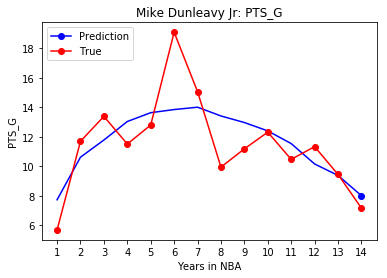 Mike Dunleavy Jr: PTS_G
Prediction
True
PTS_G
18
16
14
12
10
8
6
1 2 3 4 5 6 7 8 9 10 11 12 13 14
Years in NBA